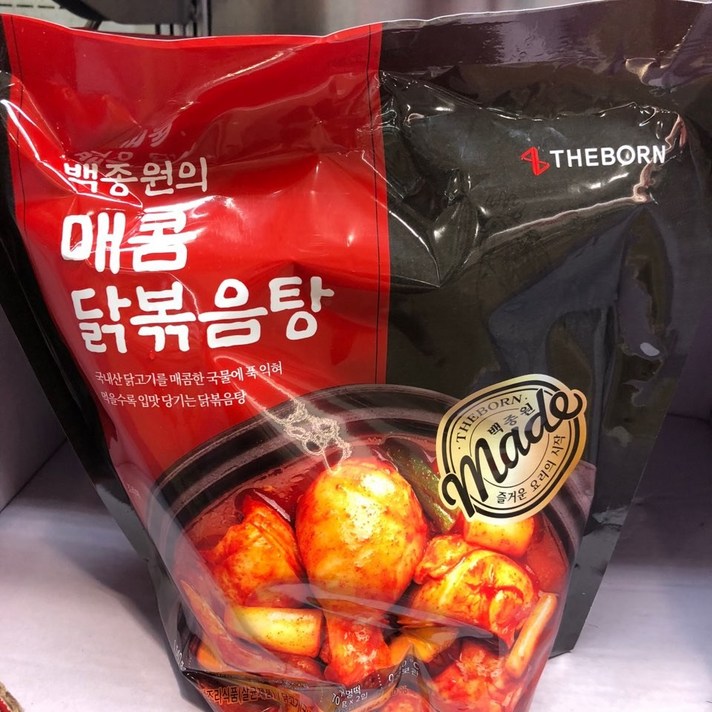 백종원의
매콤
닭볶음탕
국내산 닭고기를 매콤한 국물에 푹 익혀
먹을수록 입맛 당기는 닭볶음탕
THEBORN
THEBORN
백종원
made
즐거운 요리의 시작